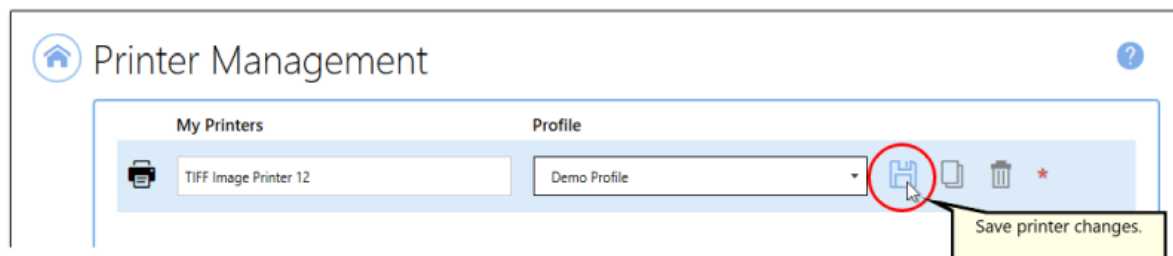 Printer Management
?
My Printers Profile
TIFF Image Printer 12 Demo Profile *
Save printer changes.